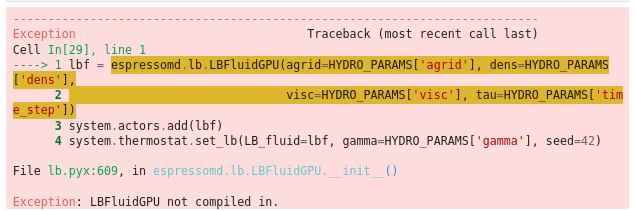 ---------------------------------------------------------------------------
Exception                                 Traceback (most recent call last)
Cell In[29], line 1
----> 1 lbf = espressomd.lb.LBFluidGPU(agrid=HYDRO_PARAMS['agrid'], dens=HYDRO_PARAMS
['dens'],
      2                                visc=HYDRO_PARAMS['visc'], tau=HYDRO_PARAMS['tim
e_step'])
      3 system.actors.add(lbf)
      4 system.thermostat.set_lb(LB_fluid=lbf, gamma=HYDRO_PARAMS['gamma'], seed=42)
File lb.pyx:609, in espressomd.lb.LBFluidGPU.__init__()
Exception: LBFluidGPU not compiled in.